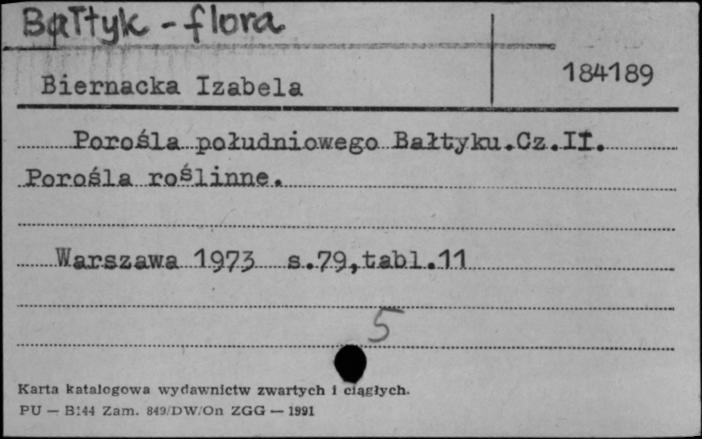 Bałtyk - flora
184189
Biernacka Izabela
Porośla południowego Bałtyku.Cz.II.
Porośla roślinne.
Warszawa 1973 s.79,tabl.11
5
Karta katalogowa wydawnictw zwartych i ciągłych.
PU — B144 Zam. 849/DW/On ZGG — 1991